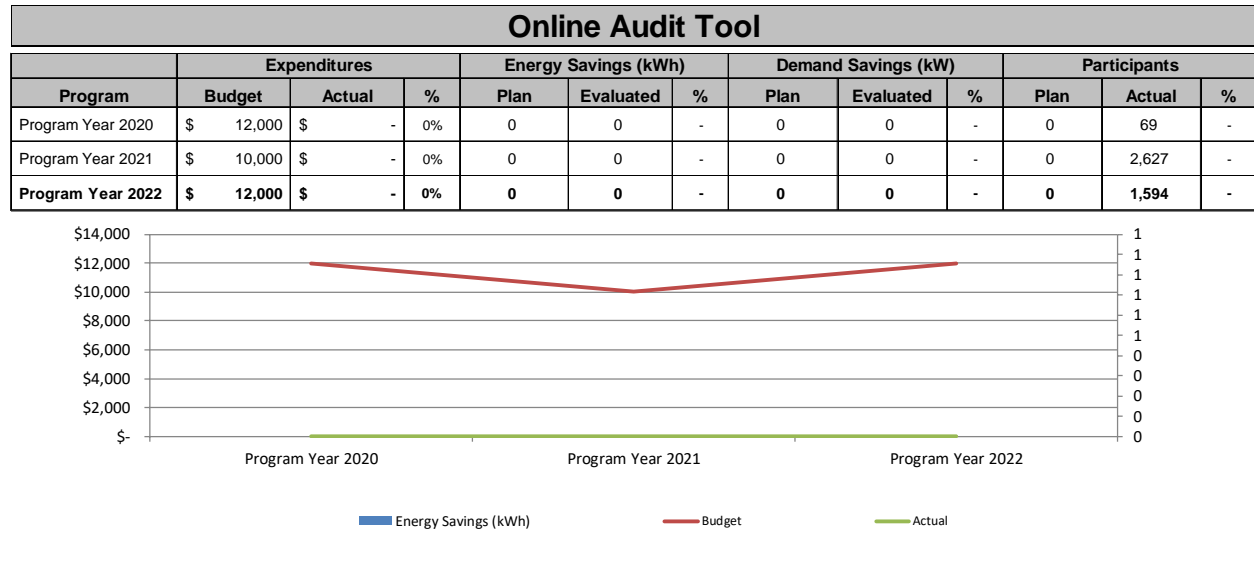 Online Audit Tool
Expenditures Energy Savings (kWh) Demand Savings (kW) Participants
Program Budget Actual % Plan Evaluated % Plan Evaluated % Plan Actual %
Program Year 2020 $ 12,000 $ - 0% 0 0 - 0 0 - 0 69 -
Program Year 2021 $ 10,000 $ - 0% 0 0 - 0 0 - 0 2,627 -
Program Year 2022 $ 12,000 $ - 0% 0 0 - 0 0 - 0 1,594 -
$14,000
$12,000
$10,000
$8,000
$6,000
$4,000
$2,000
$-
1
1
1
1
1
1
0
0
0
0
0
Program Year 2020 Program Year 2021 Program Year 2022
Energy Savings (kWh) Budget Actual